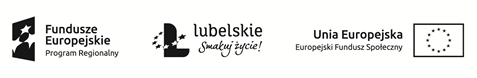 Fundusze
Europejskie
Program Regionalny
lubelskie
Smakuj życie!
Unia Europejska
Europejski Fundusz Społeczny